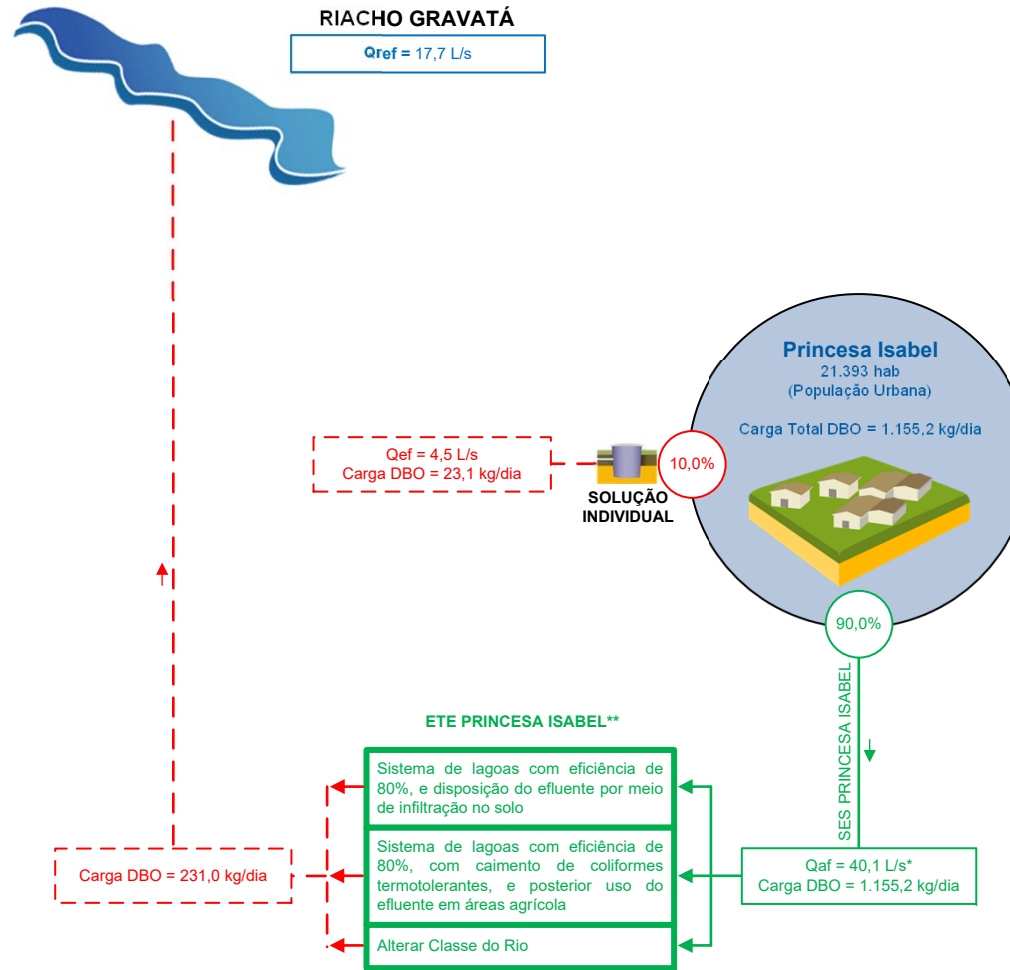 RIACHO GRAVATÁ
Qref = 17,7 L/s
Princesa Isabel
21.393 hab
(População Urbana)
Carga Total DBO = 1.155,2 kg/dia
10,0%
SOLUÇÃO
INDIVIDUAL
Qef = 4,5 L/s
Carga DBO = 23,1 kg/dia
90,0%
SES PRINCESA ISABEL
Qaf = 40,1 L/s*
Carga DBO = 1.155,2 kg/dia
ETE PRINCESA ISABEL**
Sistema de lagoas com eficiência de
80%, e disposição do efluente por meio
de infiltração no solo
Sistema de lagoas com eficiência de
80%, com caimento de coliformes
termotolerantes, e posterior uso do
efluente em áreas agrícola
Alterar Classe do Rio
Carga DBO = 231,0 kg/dia